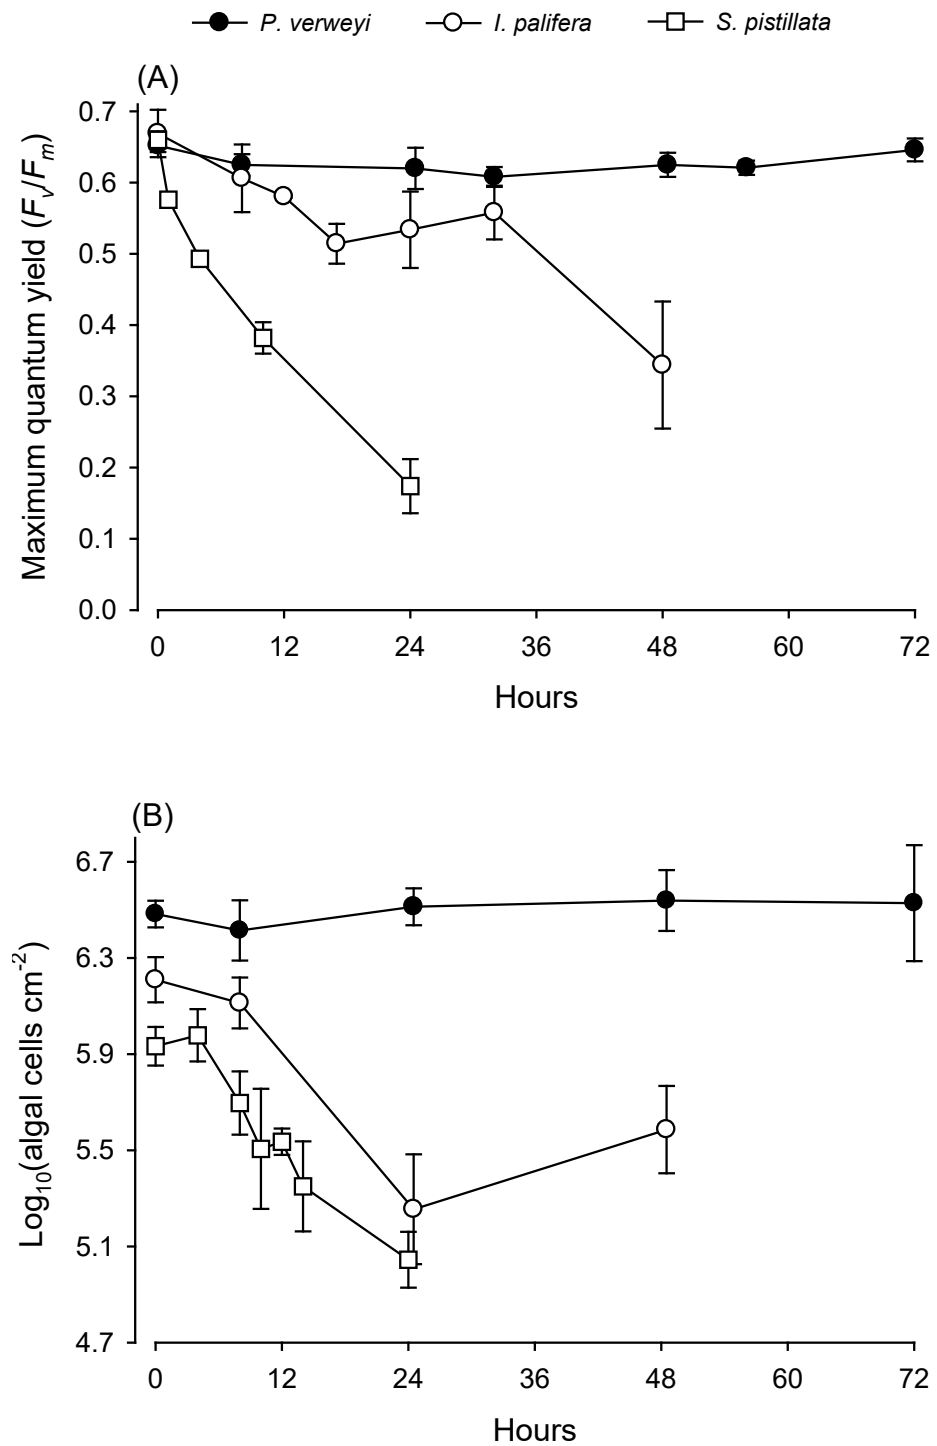 P. verweyi I. palifera S. pistillata
(A)
Maximum quantum yield (Fv/Fm)
0.7
0.6
0.5
0.4
0.3
0.2
0.1
0.0
0 12 24 36 48 60 72
Hours
(B)
Log10(algal cells cm-2)
6.7
6.3
5.9
5.5
5.1
4.7
0 12 24 36 48 60 72
Hours